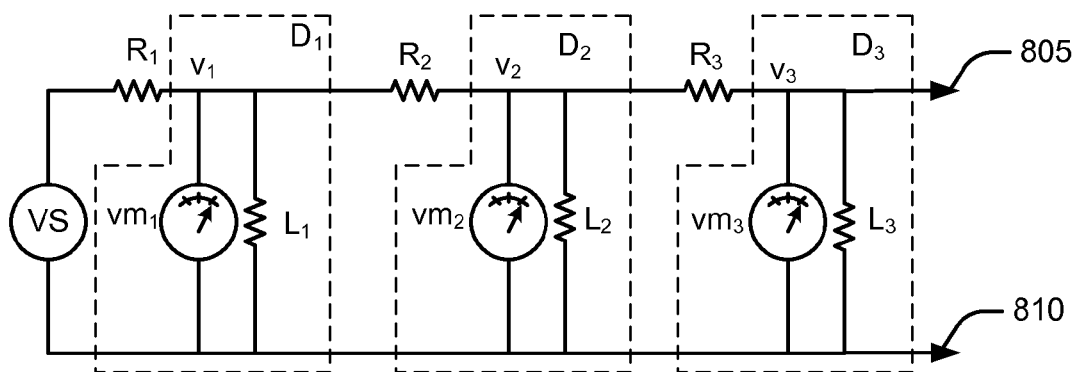 R₁
v₁
D₁
R₂
v₂
D₂
R₃
v₃
D₃
805
VS
vm₁
L₁
vm₂
L₂
vm₃
L₃
810